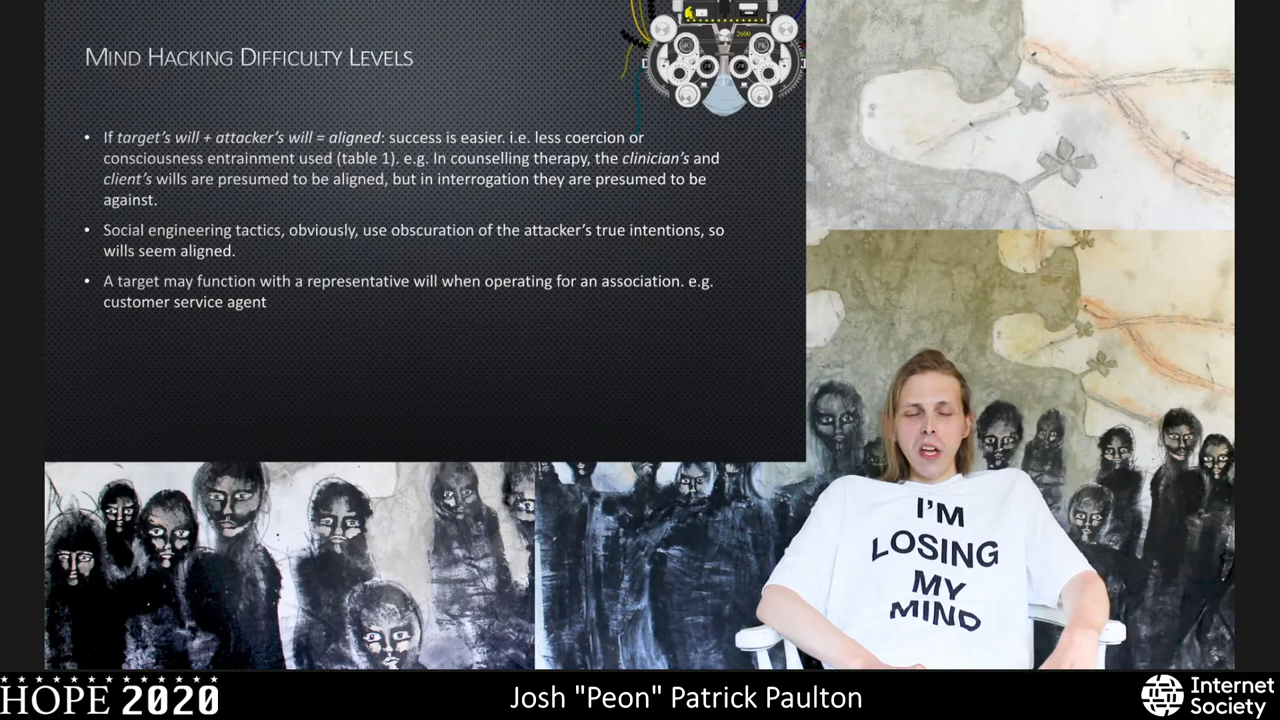 MIND HACKING DIFFICULTY LEVELS
2600
• If target's will + attacker's will = aligned: success is easier. i.e. less coercion or
consciousness entrainment used (table 1). e.g. In counselling therapy, the clinician's and
client's wills are presumed to be aligned, but in interrogation they are presumed to be
against.
• Social engineering tactics, obviously, use obscuration of the attacker's true intentions, so
wills seem aligned.
• A target may function with a representative will when operating for an association. e.g.
customer service agent
I'M
LOSING
MY
MIND
HOPE 2020
Josh "Peon" Patrick Paulton
Internet
Society